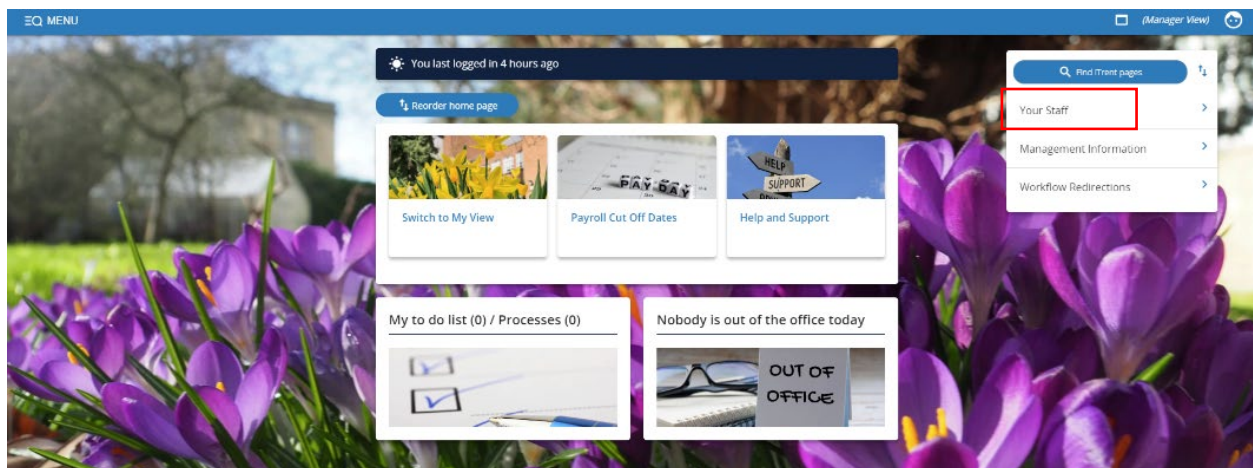 MENU
(Manager View)
You last logged in 4 hours ago
Find iTrent pages
Reorder home page
Your Staff
Management Information
Workflow Redirections
PAY DAY
HELP
SUPPORT
Switch to My View
Payroll Cut Off Dates
Help and Support
My to do list (0) / Processes (0)
Nobody is out of the office today
OUT OF
OFFICE